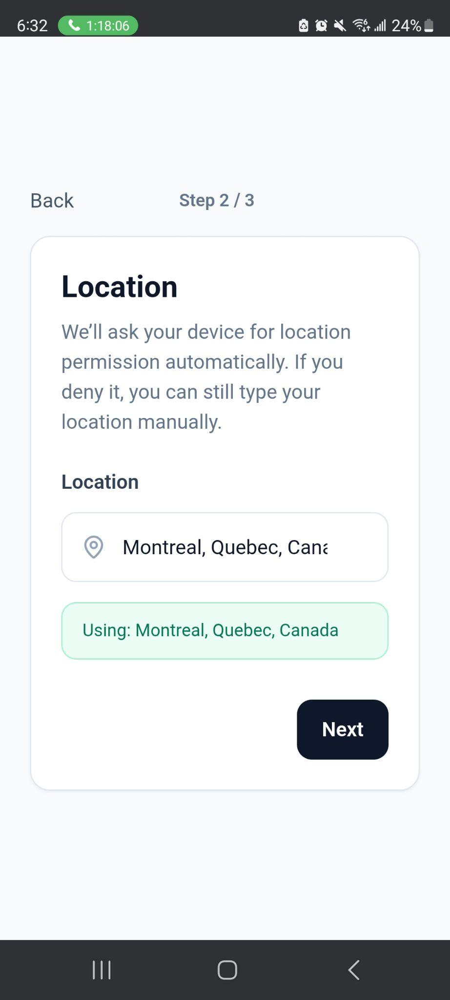 6:32 1:18:06 24%
Back Step 2 / 3
Location
We’ll ask your device for location
permission automatically. If you
deny it, you can still type your
location manually.
Location
Montreal, Quebec, Cana
Using: Montreal, Quebec, Canada
Next